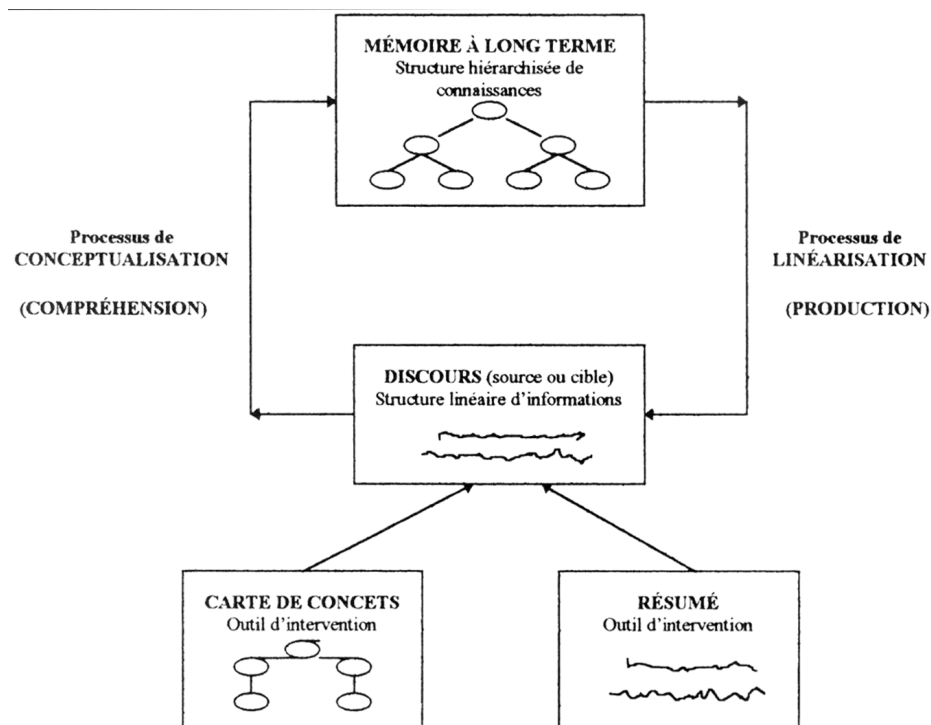 MÉMOIRE À LONG TERME
Structure hiérarchisée de
connaissances
Processus de
CONCEPTUALISATION
(COMPRÉHENSION)
Processus de
LINÉARISATION
(PRODUCTION)
DISCOURS (source ou cible)
Structure linéaire d'informations
CARTE DE CONCETS
Outil d'intervention
RÉSUMÉ
Outil d'intervention